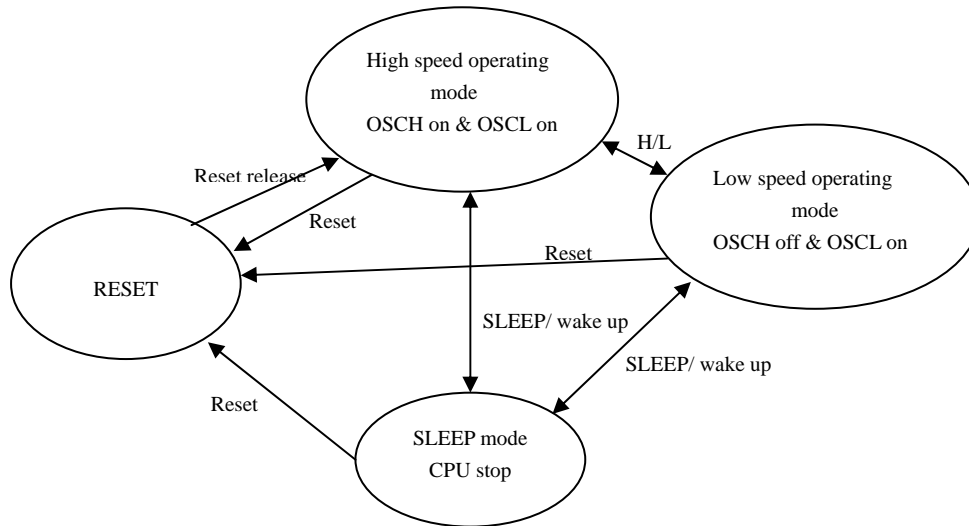 High speed operating
mode
OSCH on & OSCL on
H/L
Low speed operating
mode
OSCH off & OSCL on
Reset release
Reset
Reset
RESET
SLEEP/ wake up
SLEEP/ wake up
Reset
SLEEP mode
CPU stop